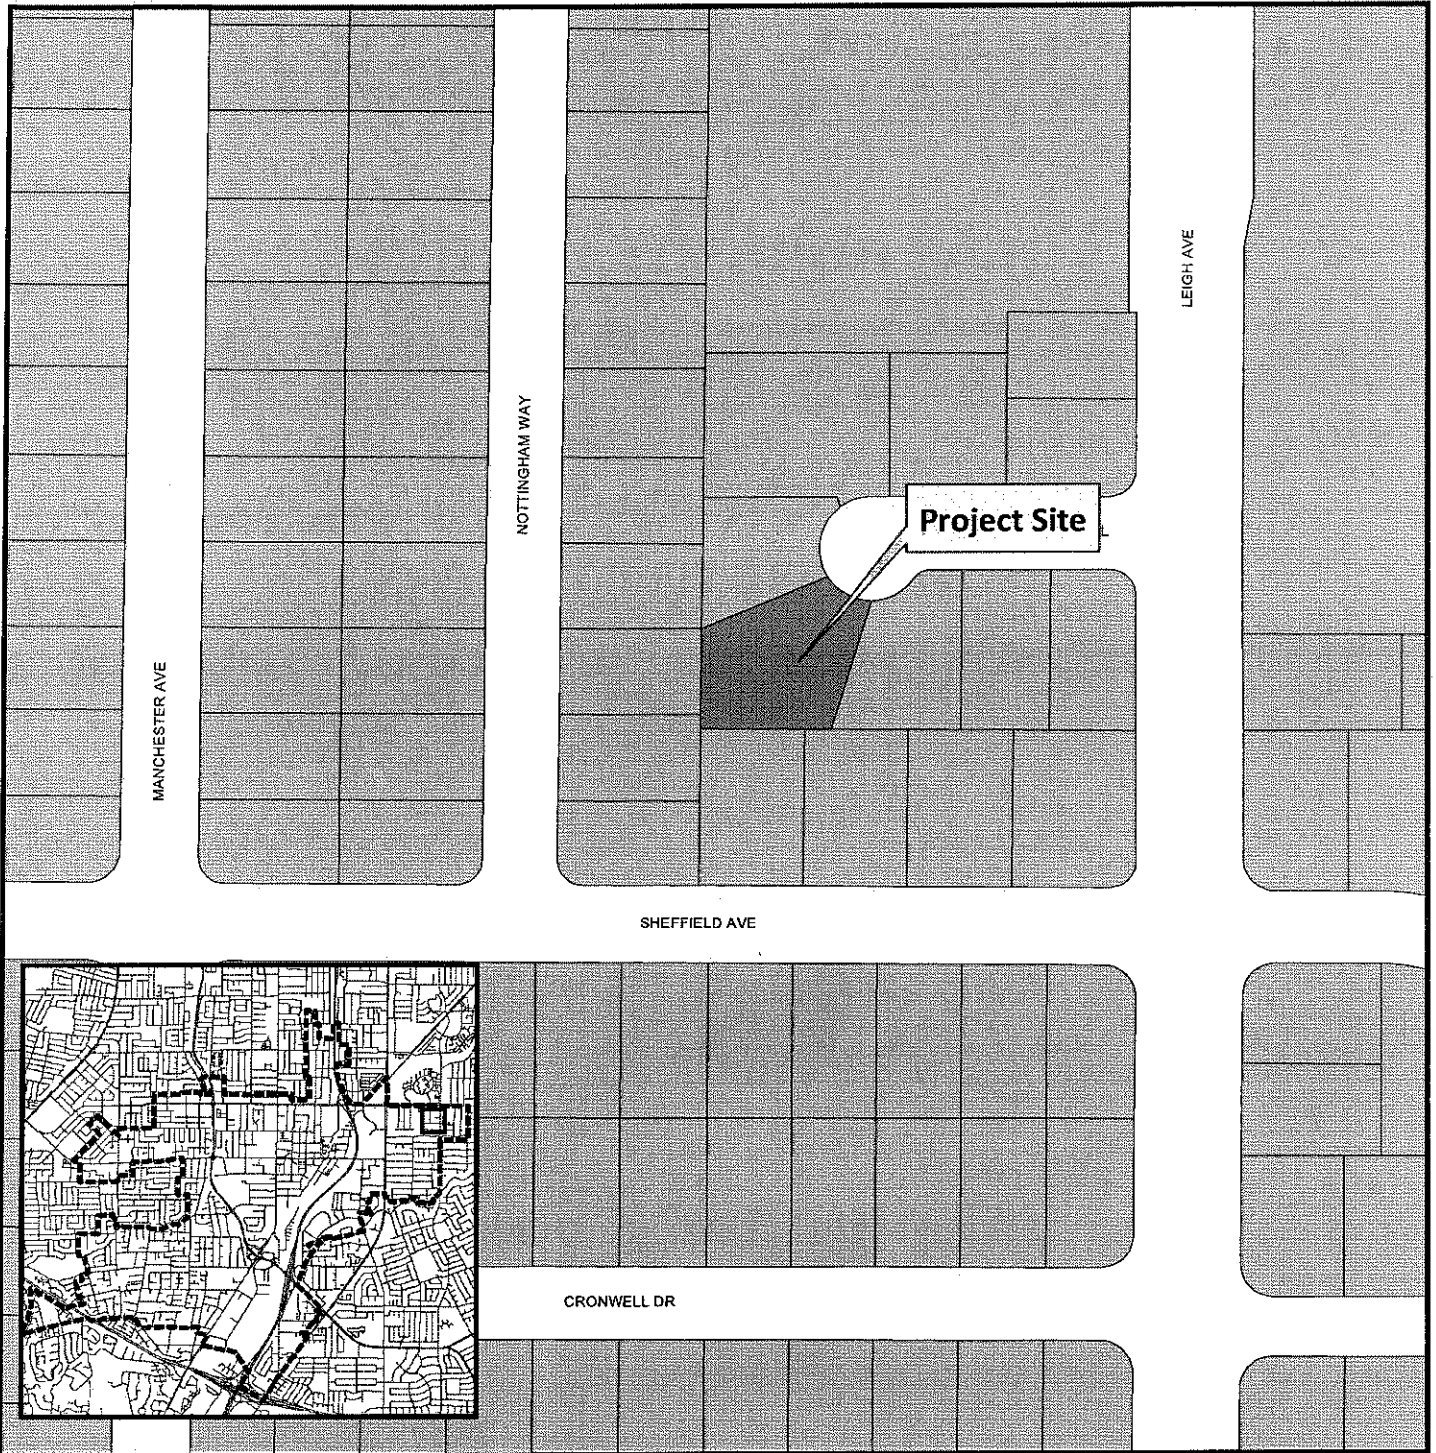 LEIGH AVE
NOTTINGHAM WAY
Project Site
L
MANCHESTER AVE
SHEFFIELD AVE
CRONWELL DR